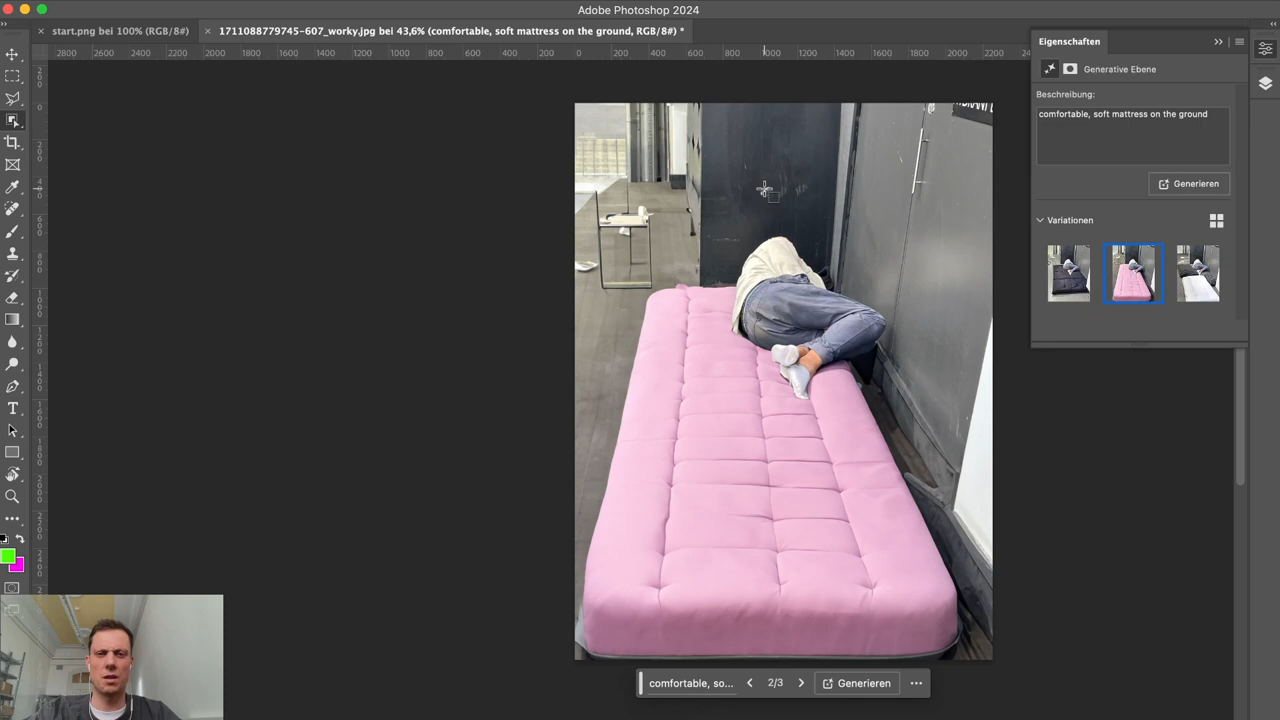 Adobe Photoshop 2024
start.png bei 100% (RGB/8#)
1711088779745-607_worky.jpg bei 43,6% (comfortable, soft mattress on the ground, RGB/8#) *
2800 2600 2400 2200 2000 1800 1600 1400 1200 1000 800 600 400 200 0 200 400 600 800 1000 1200 1400 1600 1800 2000 2200
Eigenschaften
Generative Ebene
Beschreibung:
comfortable, soft mattress on the ground
Generieren
Variationen
comfortable, so...
2/3
Generieren